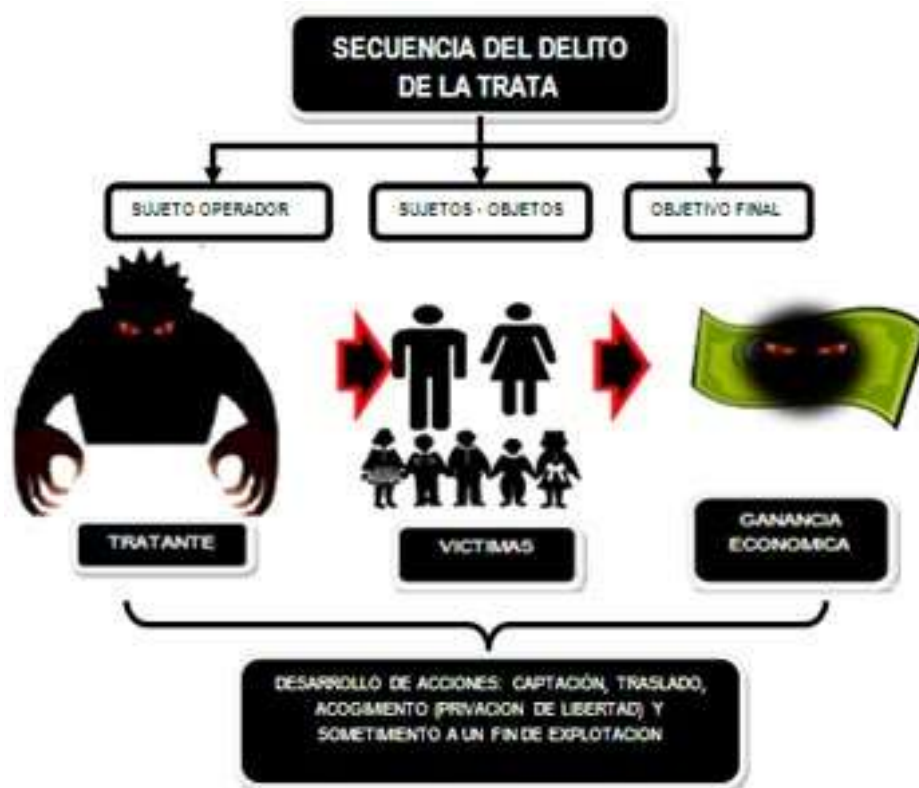 SECUENCIA DEL DELITO
DE LA TRATA
SUJETO OPERADOR
SUJETOS - OBJETOS
OBJETIVO FINAL
TRATANTE
VICTIMAS
GANANCIA
ECONOMICA
DESARROLLO DE ACCIONES: CAPTACIÓN, TRASLADO,
ACOGIMIENTO (PRIVACION DE LIBERTAD) Y
SOMETIMIENTO A UN FIN DE EXPLOTACION